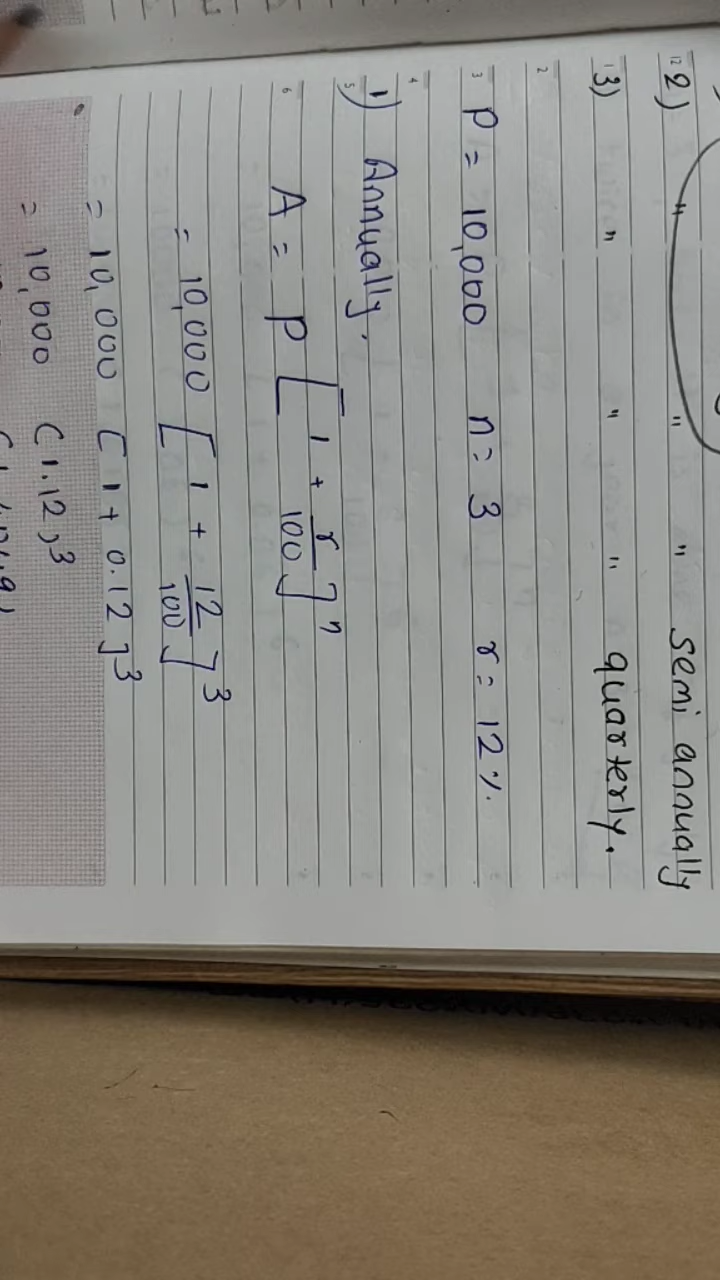 2) " " " semi annually
3) " " " quarterly.
P = 10,000 n = 3 r = 12%
1) Annually.
A = P [ 1 + r/100 ]^n
= 10,000 [ 1 + 12/100 ]^3
= 10,000 [ 1 + 0.12 ]^3
= 10,000 (1.12)^3